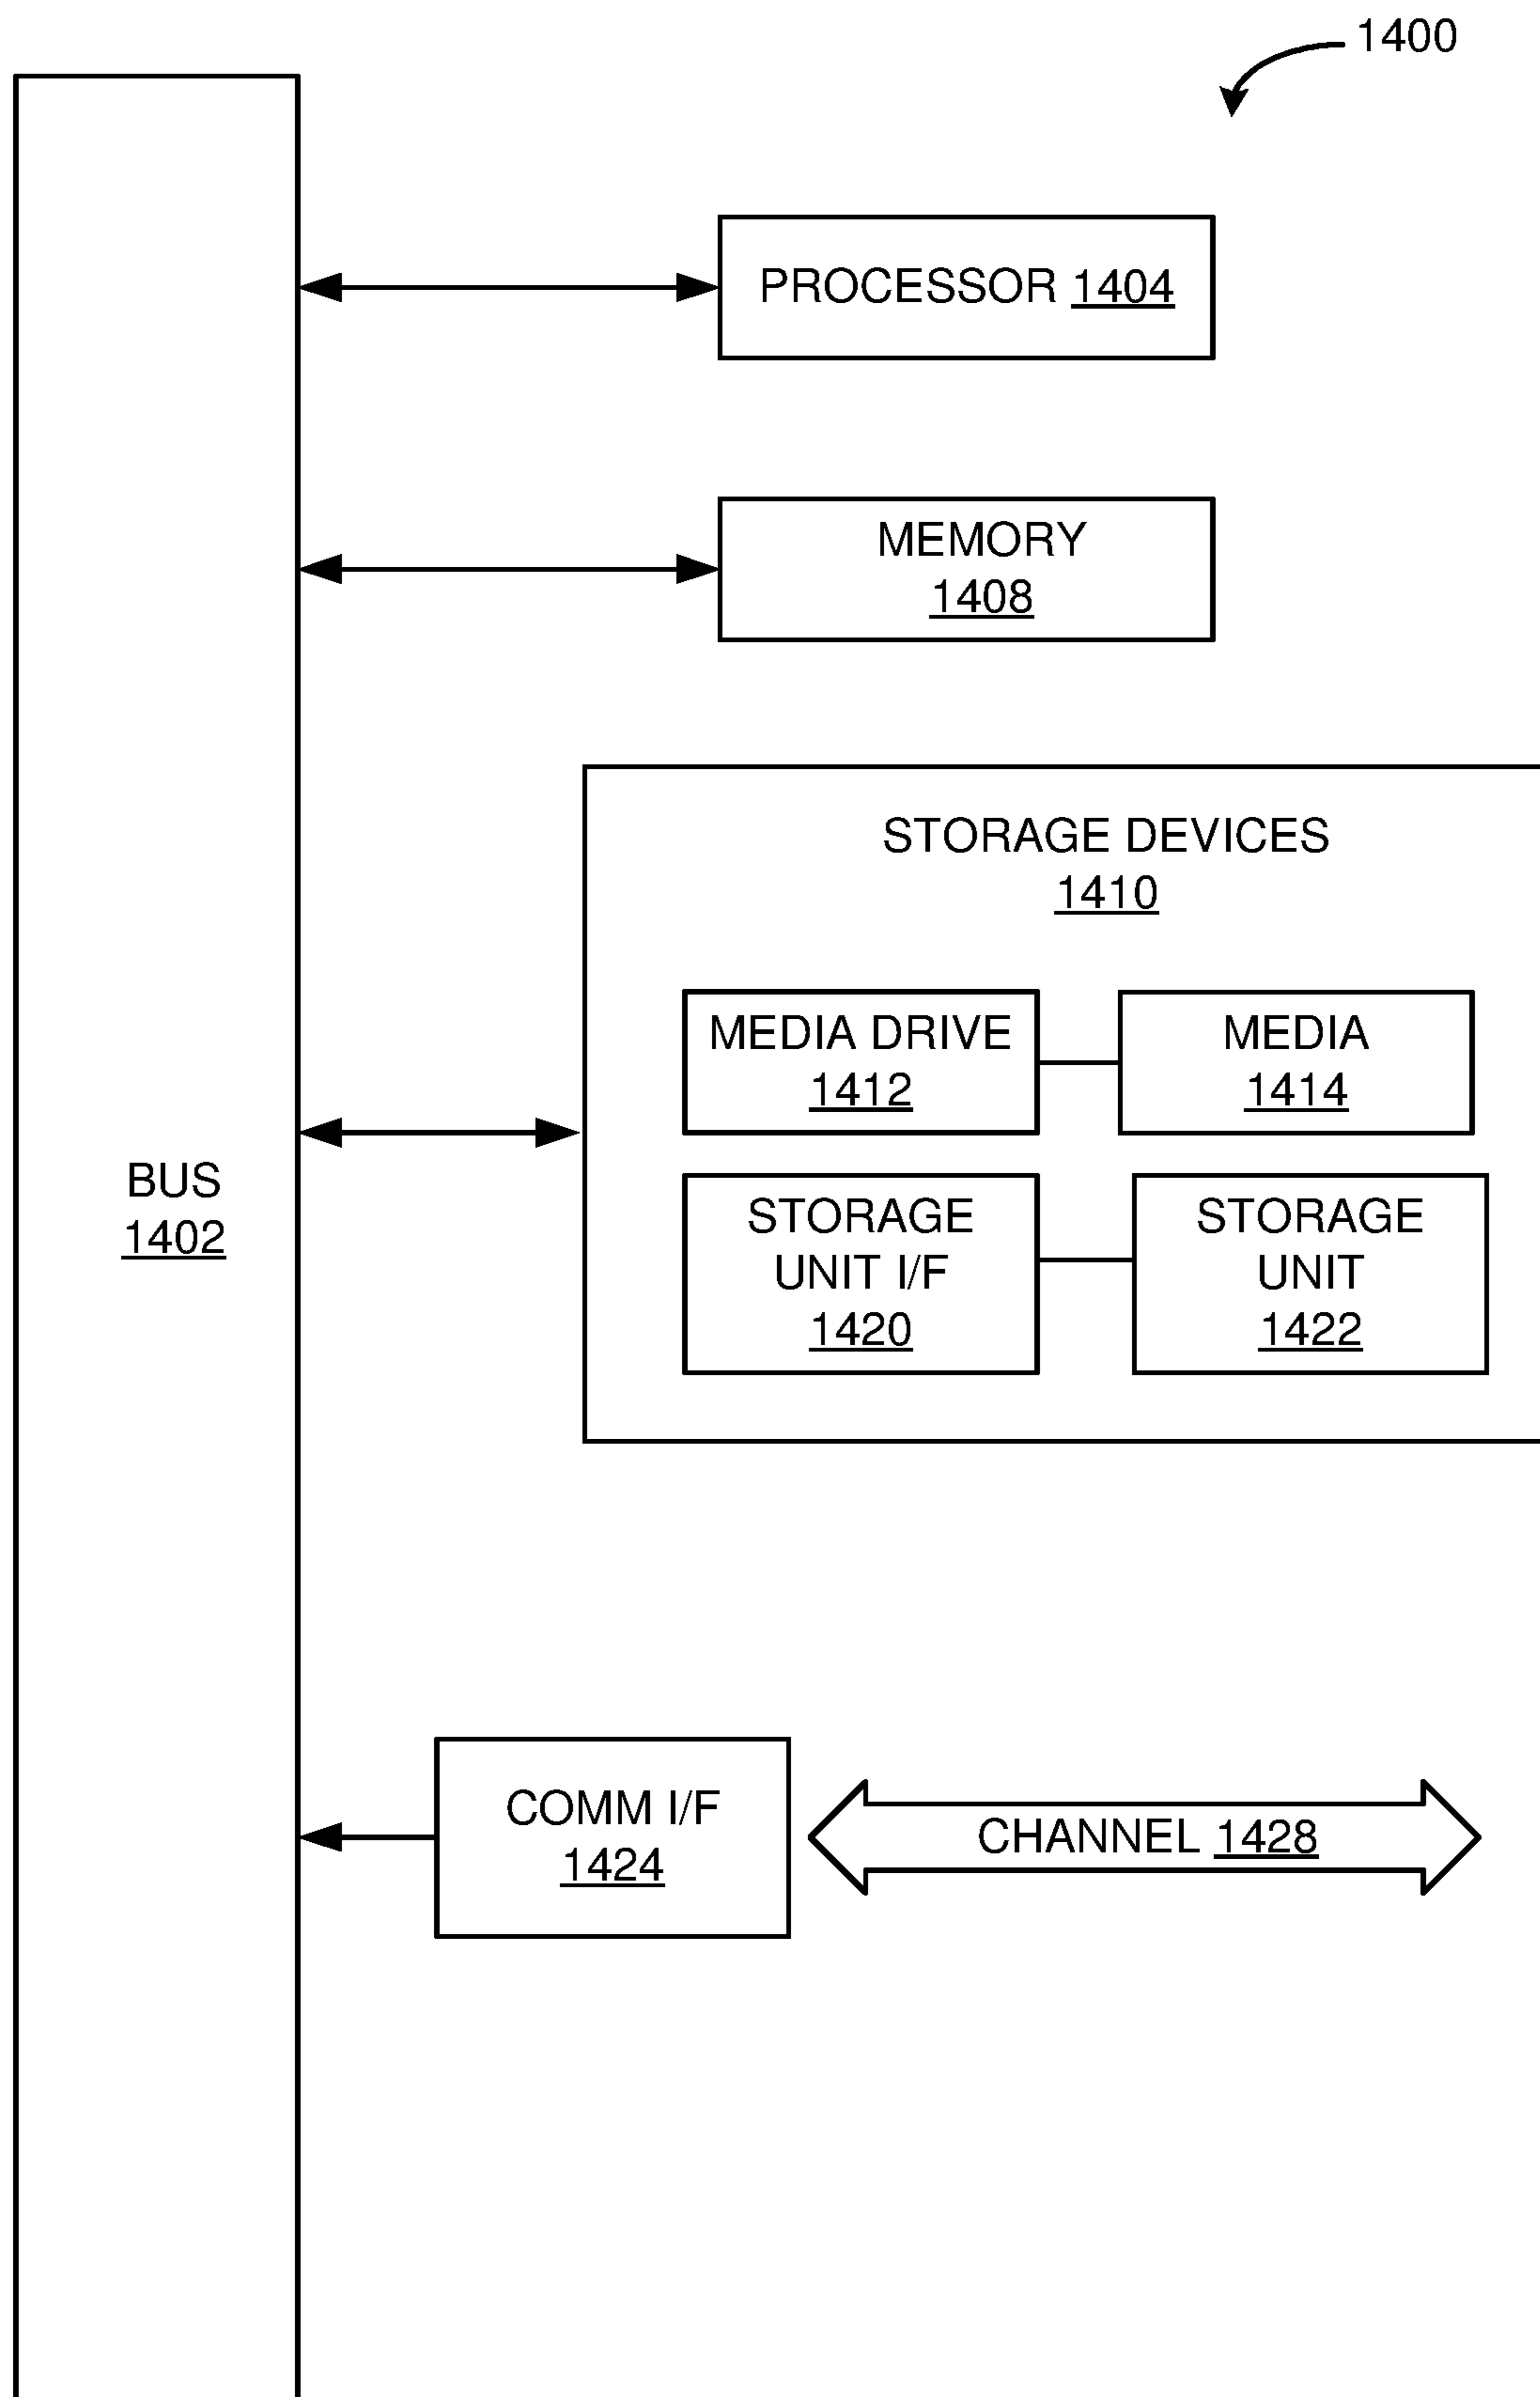 1400
PROCESSOR 1404
MEMORY
1408
STORAGE DEVICES
1410
MEDIA DRIVE
1412
MEDIA
1414
BUS
1402
STORAGE
UNIT I/F
1420
STORAGE
UNIT
1422
COMM I/F
1424
CHANNEL 1428